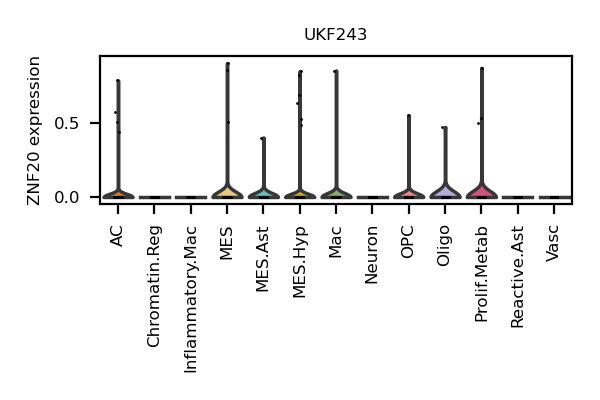 UKF243
ZNF20 expression
0.5
0.0
AC
Chromatin.Reg
Inflammatory.Mac
MES
MES.Ast
MES.Hyp
Mac
Neuron
OPC
Oligo
Prolif.Metab
Reactive.Ast
Vasc